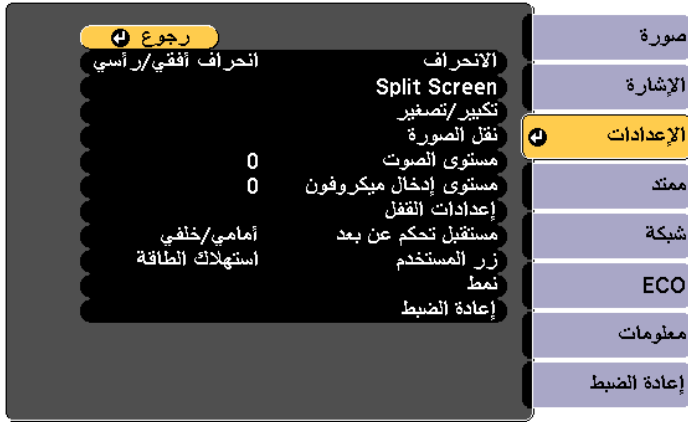 صورة
الإشارة
الإعدادات
ممتد
شبكة
ECO
معلومات
إعادة الضبط
رجوع
الانحراف انحراف أفقي/رأسي
Split Screen
تكبير/تصغير
نقل الصورة
مستوى الصوت 0
مستوى إدخال ميكروفون 0
إعدادات القفل
مستقبل تحكم عن بعد أمامي/خلفي
زر المستخدم استهلاك الطاقة
نمط
إعادة الضبط